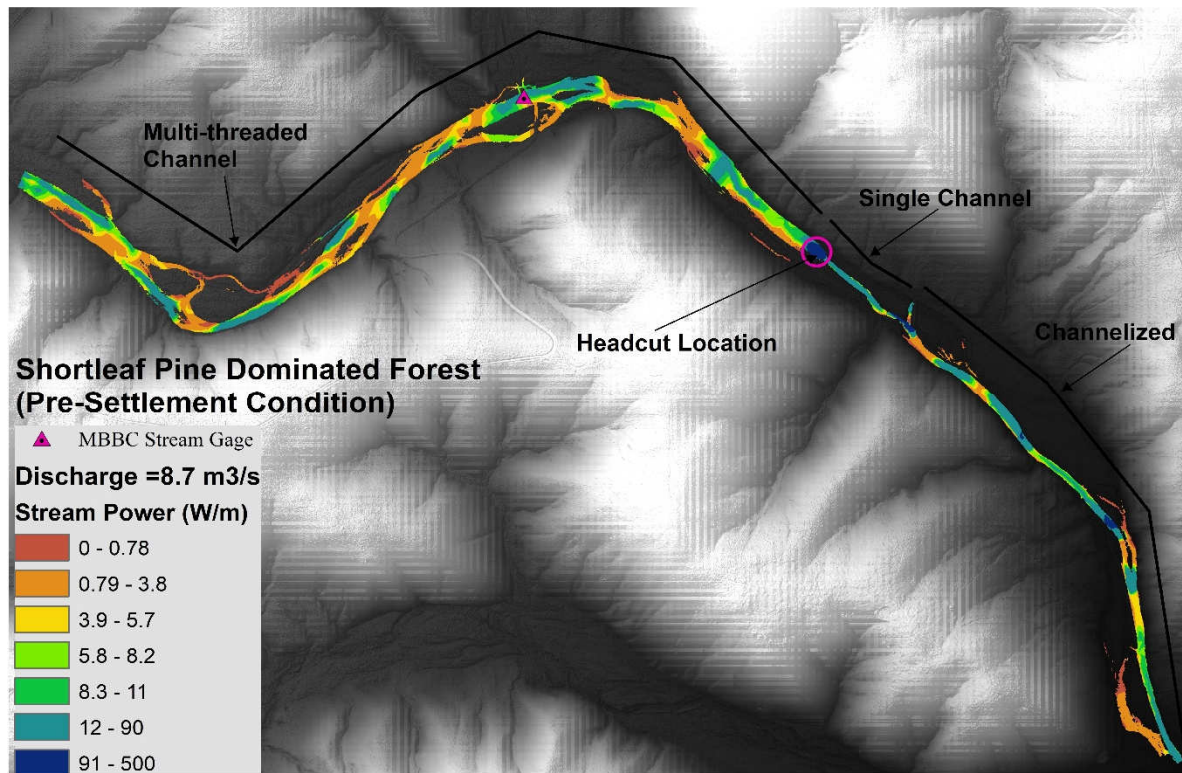 Multi-threaded
Channel
Single Channel
Headcut Location
Channelized
Shortleaf Pine Dominated Forest
(Pre-Settlement Condition)
MBBC Stream Gage
Discharge =8.7 m3/s
Stream Power (W/m)
0 - 0.78
0.79 - 3.8
3.9 - 5.7
5.8 - 8.2
8.3 - 11
12 - 90
91 - 500